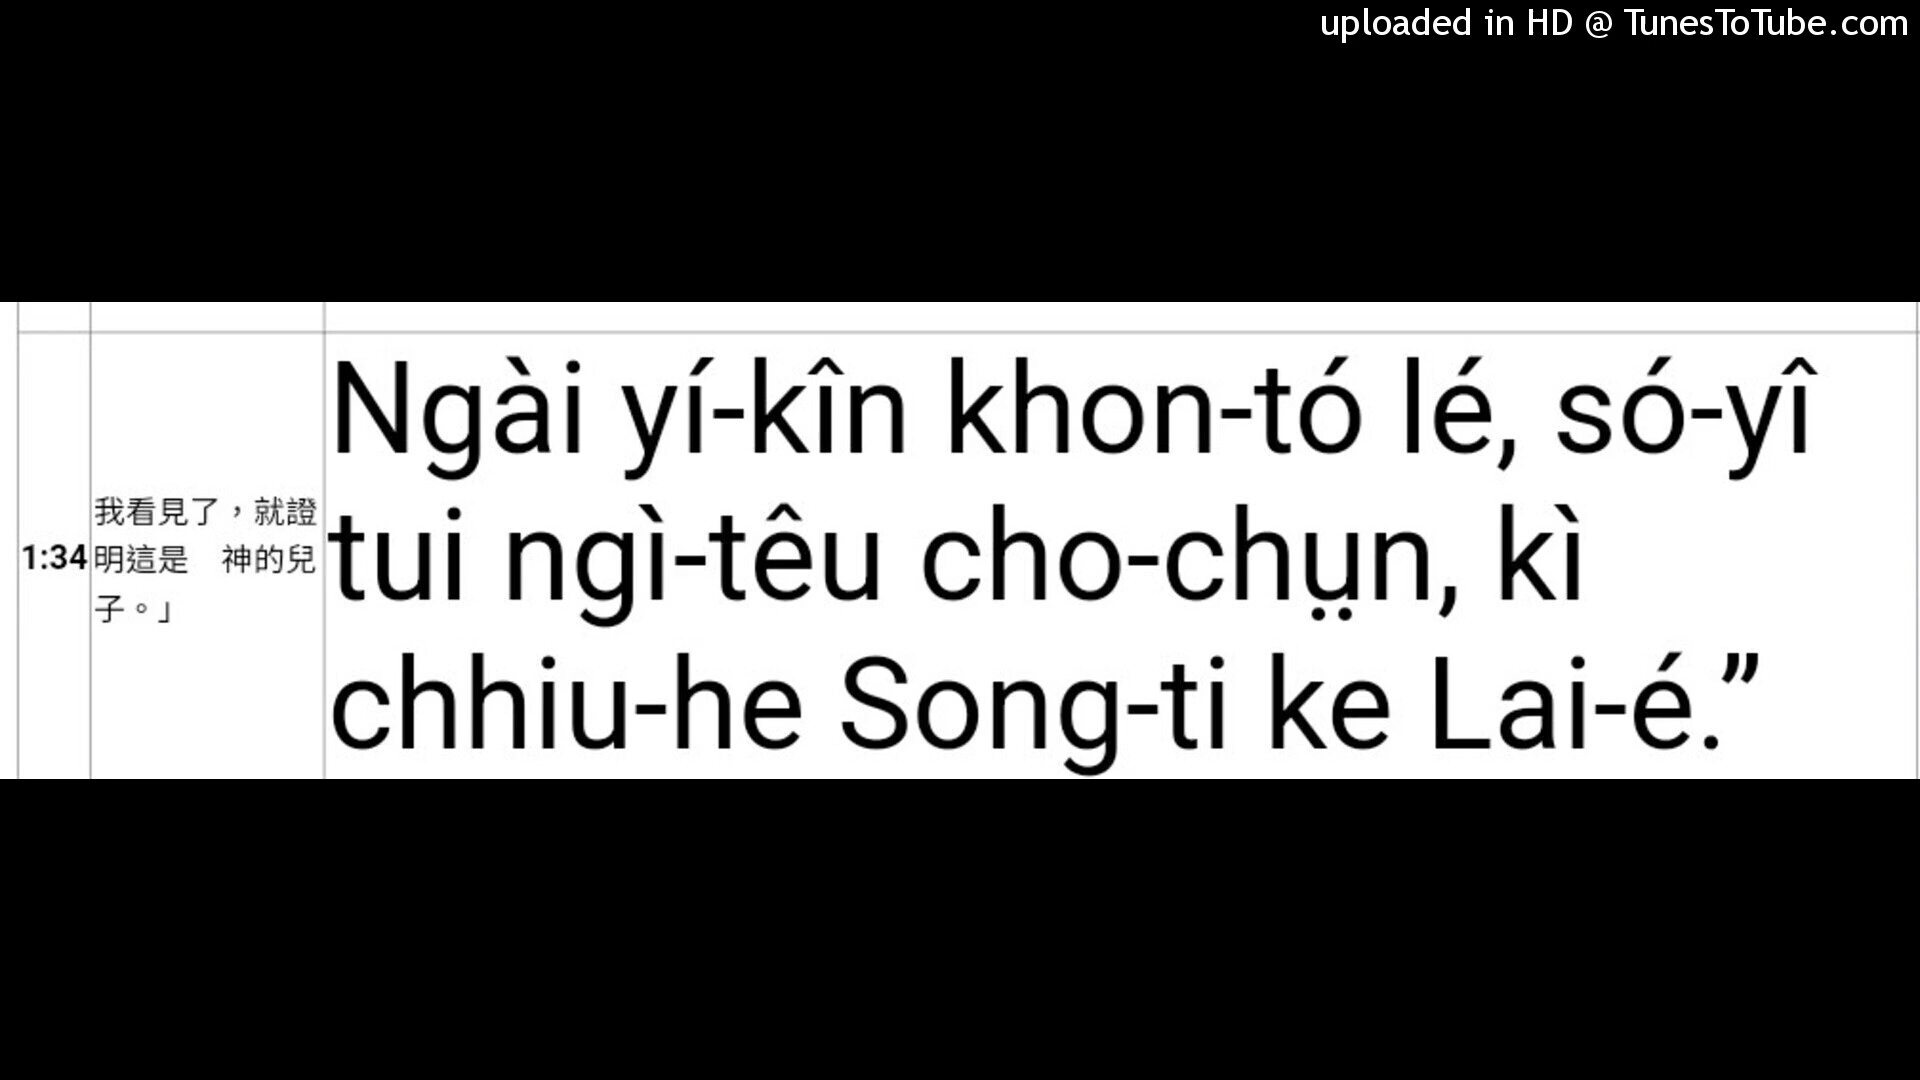 uploaded in HD @ TunesToTube.com
1:34
我看見了，就證
明這是　神的兒
子。」
Ngài yí-kîn khon-tó lé, só-yî
tui ngì-têu cho-chṳn, kì
chhiu-he Song-ti ke Lai-é.”